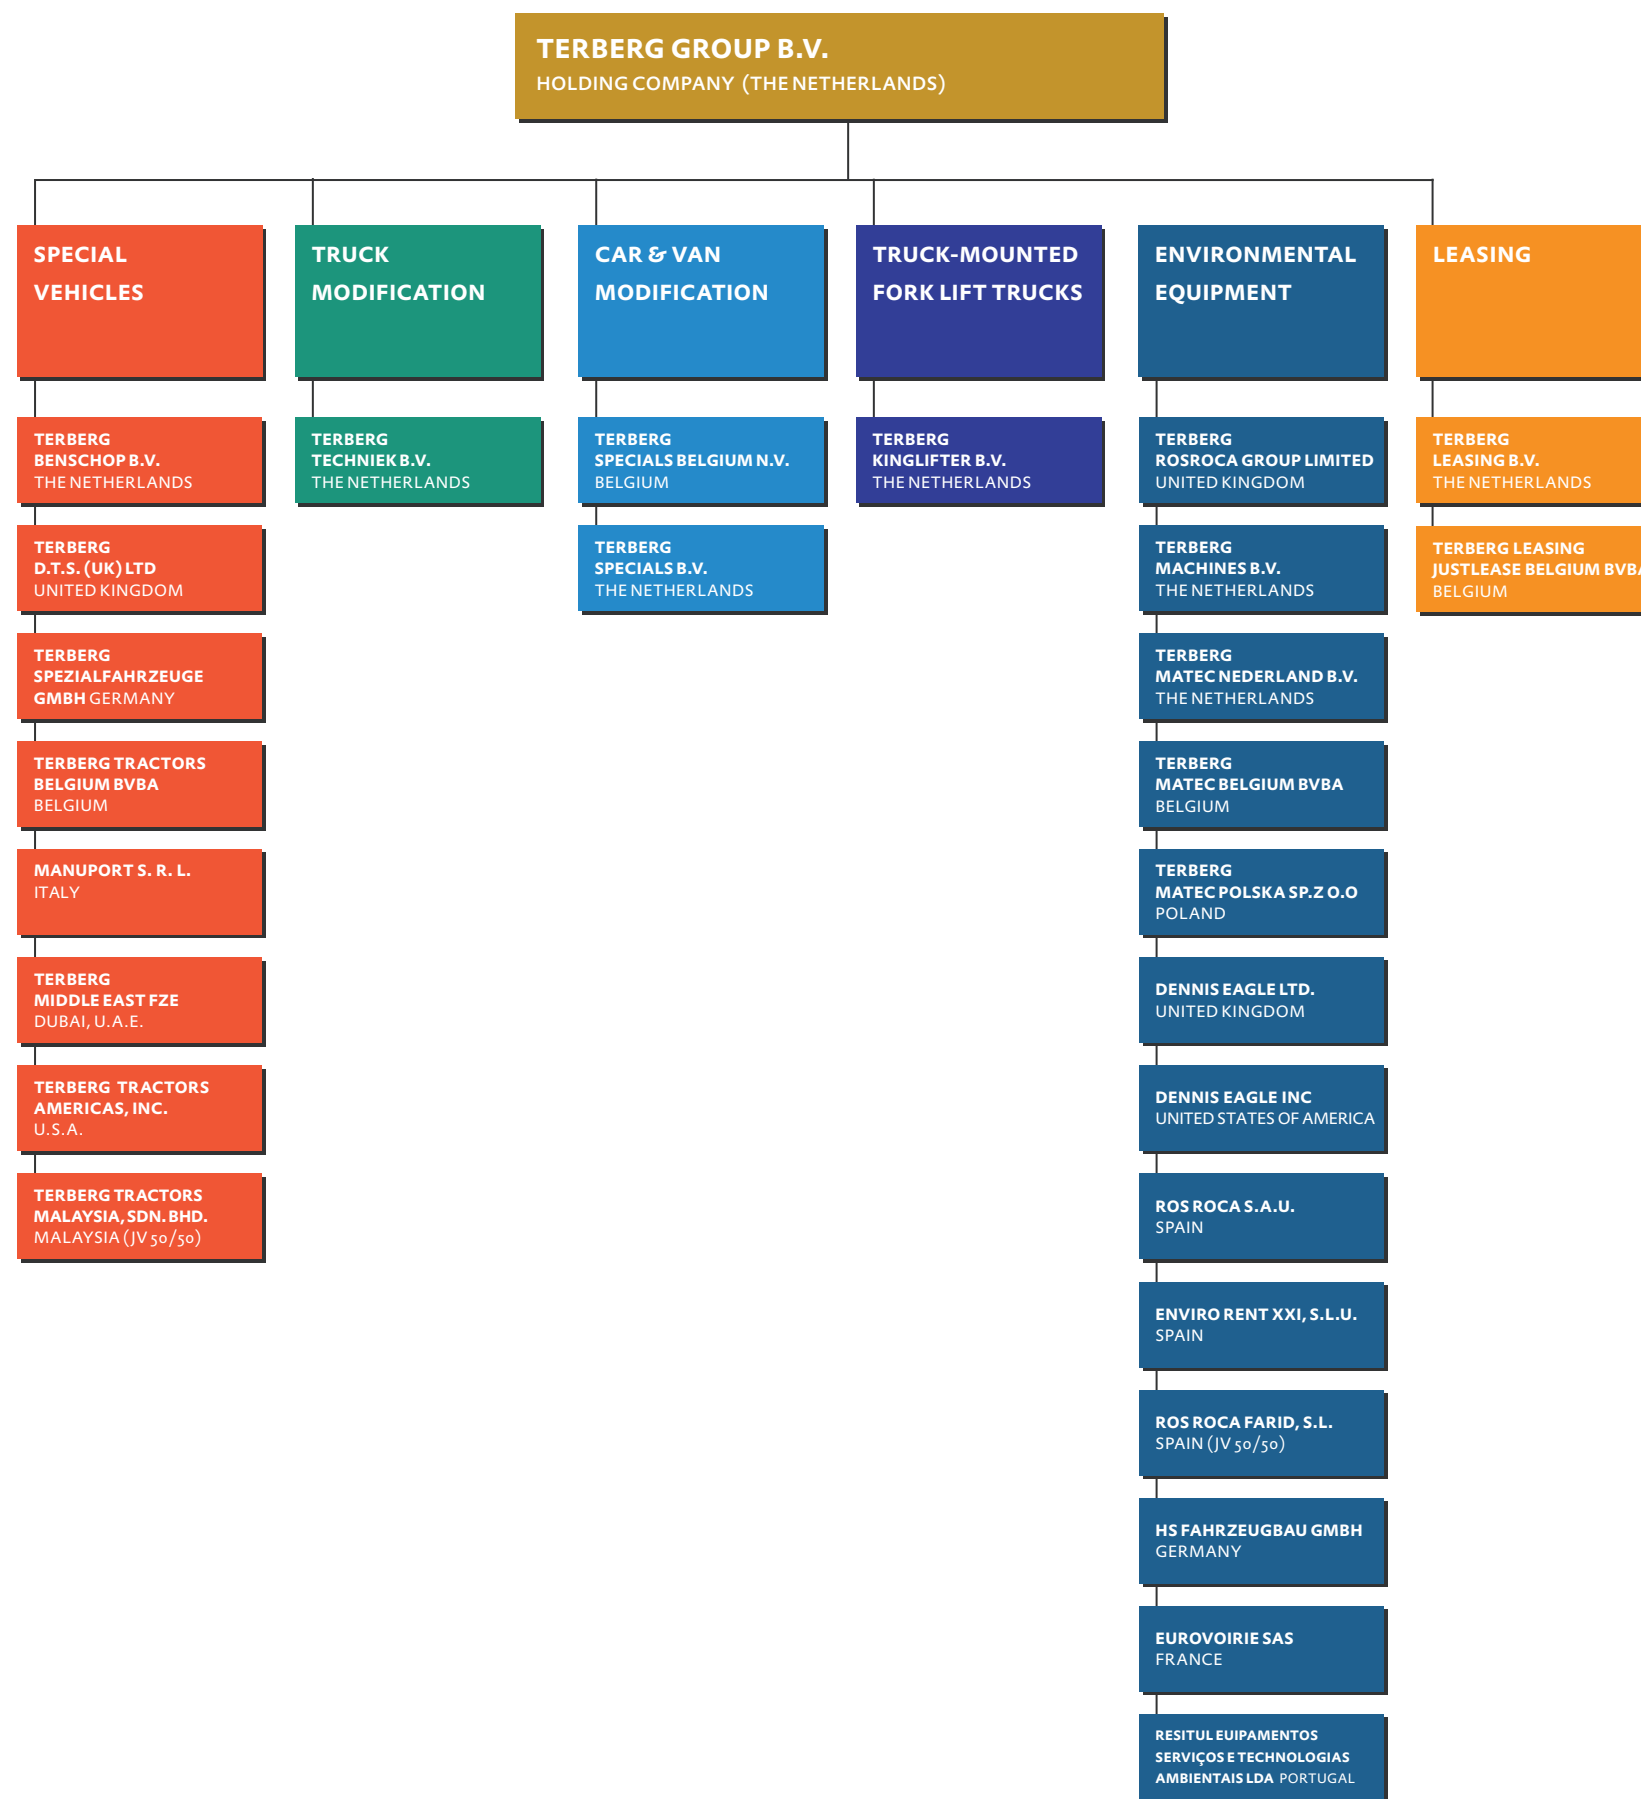 TERBERG GROUP B.V.
HOLDING COMPANY (THE NETHERLANDS)
SPECIAL
VEHICLES
TERBERG
BENSCHOP B.V.
THE NETHERLANDS
TERBERG
D.T.S. (UK) LTD
UNITED KINGDOM
TERBERG
SPEZIALFAHRZEUGE
GMBH GERMANY
TERBERG TRACTORS
BELGIUM BVBA
BELGIUM
MANUPORT S. R. L.
ITALY
TERBERG
MIDDLE EAST FZE
DUBAI, U.A.E.
TERBERG TRACTORS
AMERICAS, INC.
U.S.A.
TERBERG TRACTORS
MALAYSIA, SDN. BHD.
MALAYSIA (JV 50/50)
TRUCK
MODIFICATION
TERBERG
TECHNIEK B.V.
THE NETHERLANDS
CAR & VAN
MODIFICATION
TERBERG
SPECIALS BELGIUM N.V.
BELGIUM
TERBERG
SPECIALS B.V.
THE NETHERLANDS
TRUCK-MOUNTED
FORK LIFT TRUCKS
TERBERG
KINGLIFTER B.V.
THE NETHERLANDS
ENVIRONMENTAL
EQUIPMENT
TERBERG
ROSROCA GROUP LIMITED
UNITED KINGDOM
TERBERG
MACHINES B.V.
THE NETHERLANDS
TERBERG
MATEC NEDERLAND B.V.
THE NETHERLANDS
TERBERG
MATEC BELGIUM BVBA
BELGIUM
TERBERG
MATEC POLSKA SP.Z O.O
POLAND
DENNIS EAGLE LTD.
UNITED KINGDOM
DENNIS EAGLE INC
UNITED STATES OF AMERICA
ROS ROCA S.A.U.
SPAIN
ENVIRO RENT XXI, S.L.U.
SPAIN
ROS ROCA FARID, S.L.
SPAIN (JV 50/50)
HS FAHRZEUGBAU GMBH
GERMANY
EUROVOIRIE SAS
FRANCE
RESITUL EUIPAMENTOS
SERVIÇOS E TECHNOLOGIAS
AMBIENTAIS LDA PORTUGAL
LEASING
TERBERG
LEASING B.V.
THE NETHERLANDS
TERBERG LEASING
JUSTLEASE BELGIUM BVBA
BELGIUM